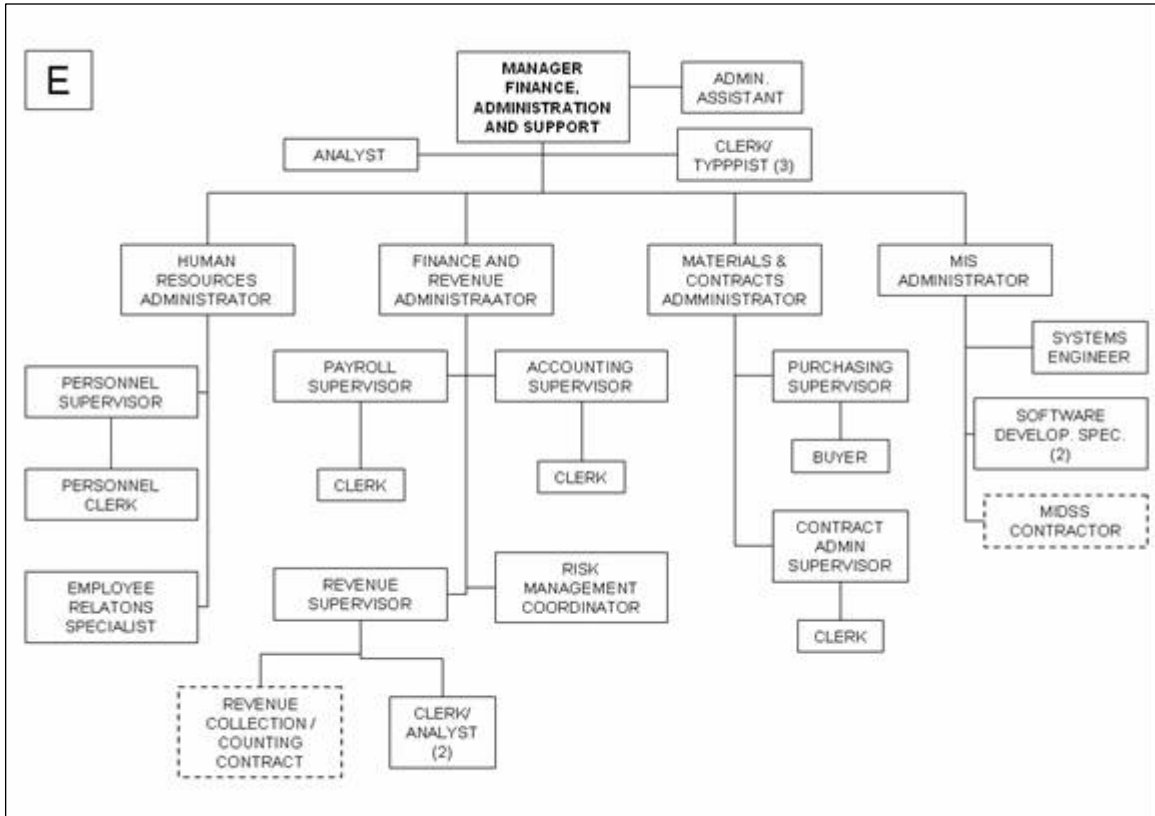 E
MANAGER
FINANCE,
ADMINISTRATION
AND SUPPORT
ADMIN.
ASSISTANT
ANALYST
CLERK/
TYPPPIST (3)
HUMAN
RESOURCES
ADMINISTRATOR
FINANCE AND
REVENUE
ADMINISTRAATOR
MATERIALS &
CONTRACTS
ADMMINISTRATOR
MIS
ADMINISTRATOR
PERSONNEL
SUPERVISOR
PERSONNEL
CLERK
EMPLOYEE
RELATONS
SPECIALIST
PAYROLL
SUPERVISOR
CLERK
ACCOUNTING
SUPERVISOR
CLERK
REVENUE
SUPERVISOR
RISK
MANAGEMENT
COORDINATOR
REVENUE
COLLECTION /
COUNTING
CONTRACT
CLERK/
ANALYST
(2)
PURCHASING
SUPERVISOR
BUYER
CONTRACT
ADMIN
SUPERVISOR
CLERK
SYSTEMS
ENGINEER
SOFTWARE
DEVELOP. SPEC.
(2)
MIDSS
CONTRACTOR